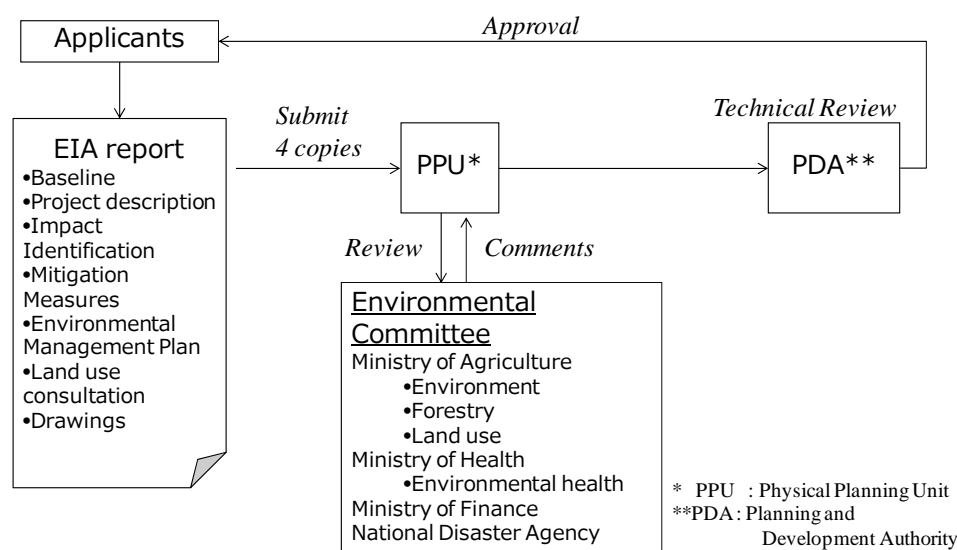 Approval
Applicants
Technical Review
Submit
4 copies
EIA report
•Baseline
•Project description
•Impact
Identification
•Mitigation
Measures
•Environmental
Management Plan
•Land use
consultation
•Drawings
PPU*
PDA**
Review
Comments
Environmental
Committee
Ministry of Agriculture
•Environment
•Forestry
•Land use
Ministry of Health
•Environmental health
Ministry of Finance
National Disaster Agency
* PPU : Physical Planning Unit
**PDA : Planning and
Development Authority